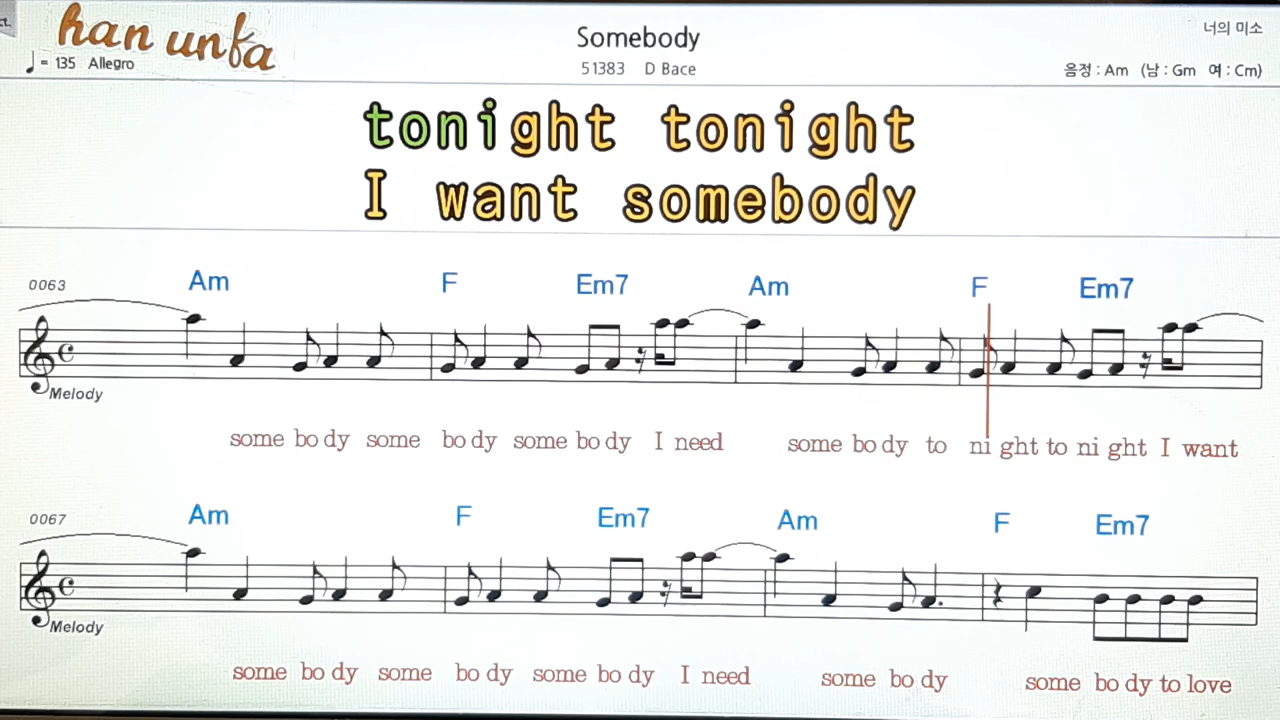 ct.
han unfa
♩ = 135 Allegro
Somebody
51383 D Bace
너의 미소
음정 : Am (남 : Gm 여 : Cm)
tonight tonight
I want somebody
0063 Am F Em7 Am F Em7
Melody
some bo dy some bo dy some bo dy I need some bo dy to ni ght to ni ght I want
0067 Am F Em7 Am F Em7
Melody
some bo dy some bo dy some bo dy I need some bo dy some bo dy to love